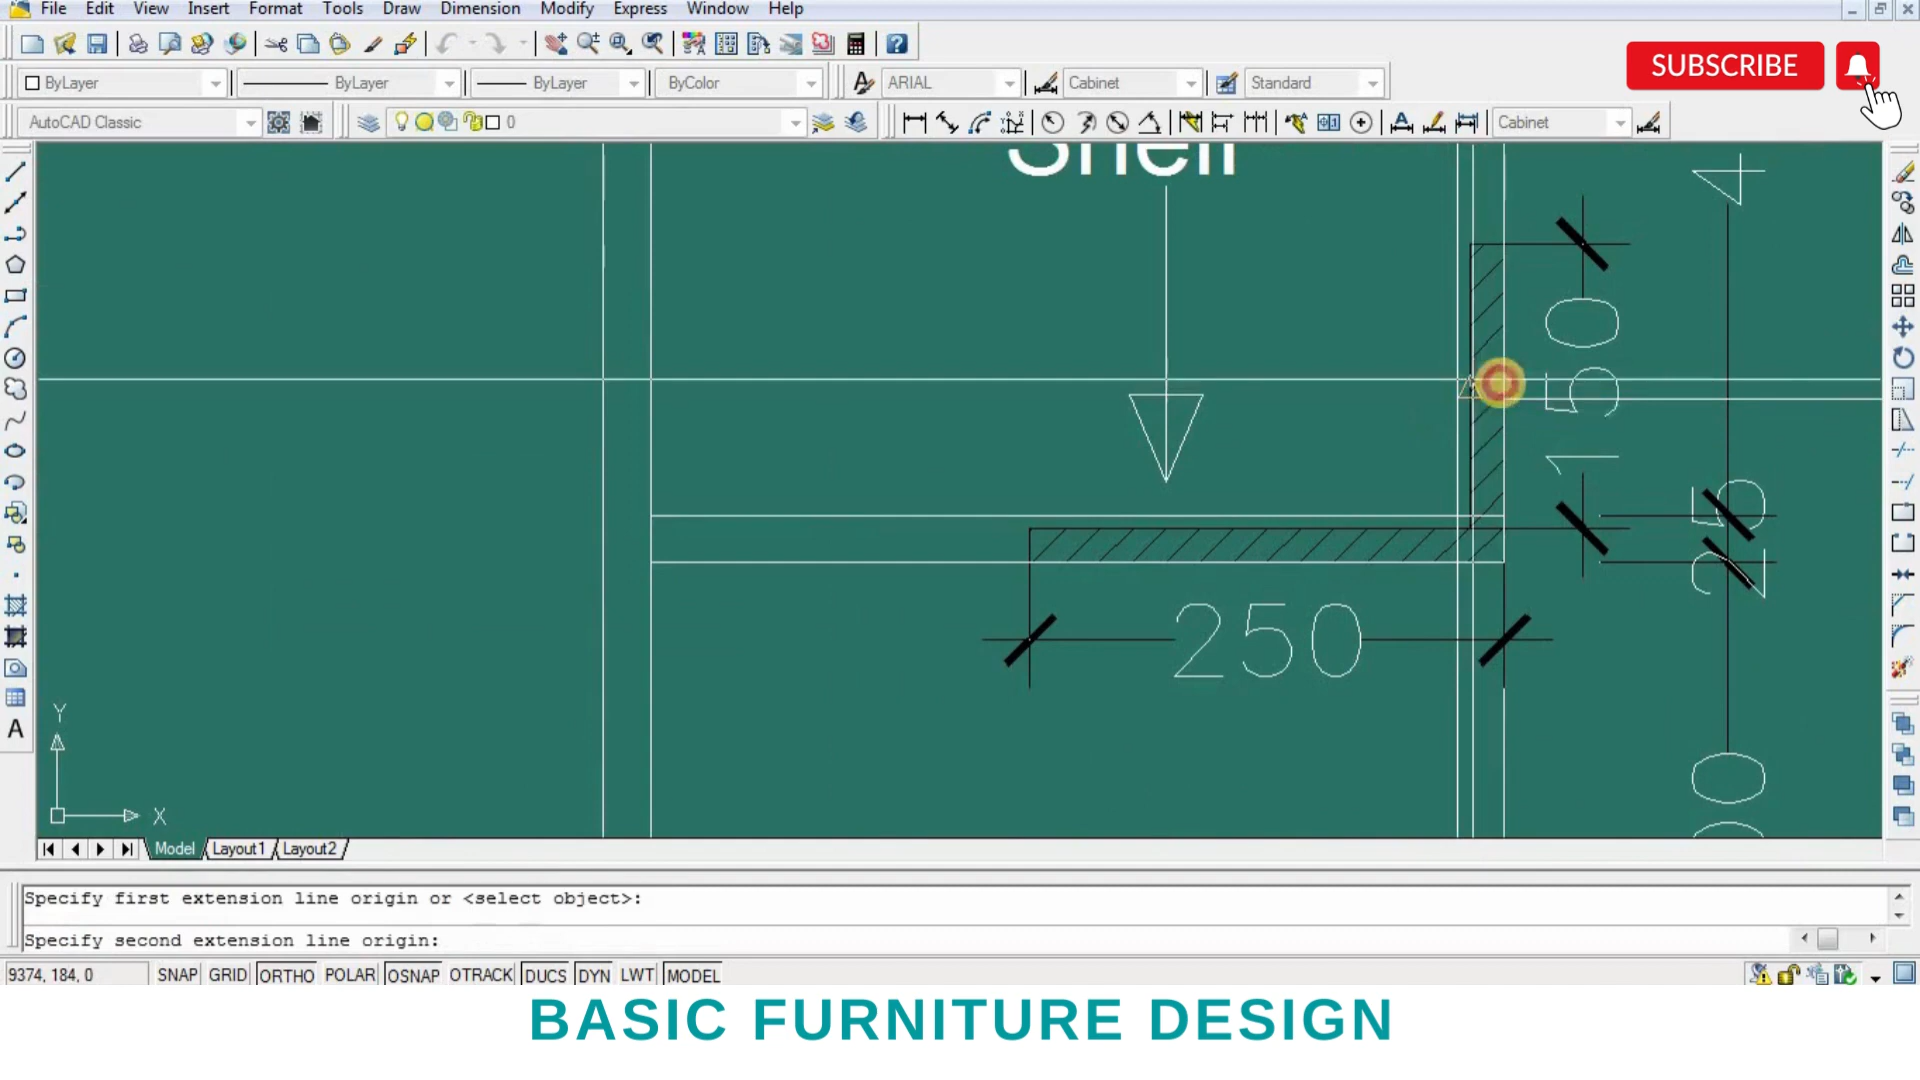 File Edit View Insert Format Tools Draw Dimension Modify Express Window Help
SUBSCRIBE
ByLayer ByLayer ByLayer ByColor ARIAL Cabinet Standard
AutoCAD Classic 0 Cabinet
Shell
4
150
25
250
Y
X
Model Layout1 Layout2
Specify first extension line origin or <select object>:
Specify second extension line origin:
9374, 184, 0 SNAP GRID ORTHO POLAR OSNAP OTRACK DUCS DYN LWT MODEL
BASIC FURNITURE DESIGN